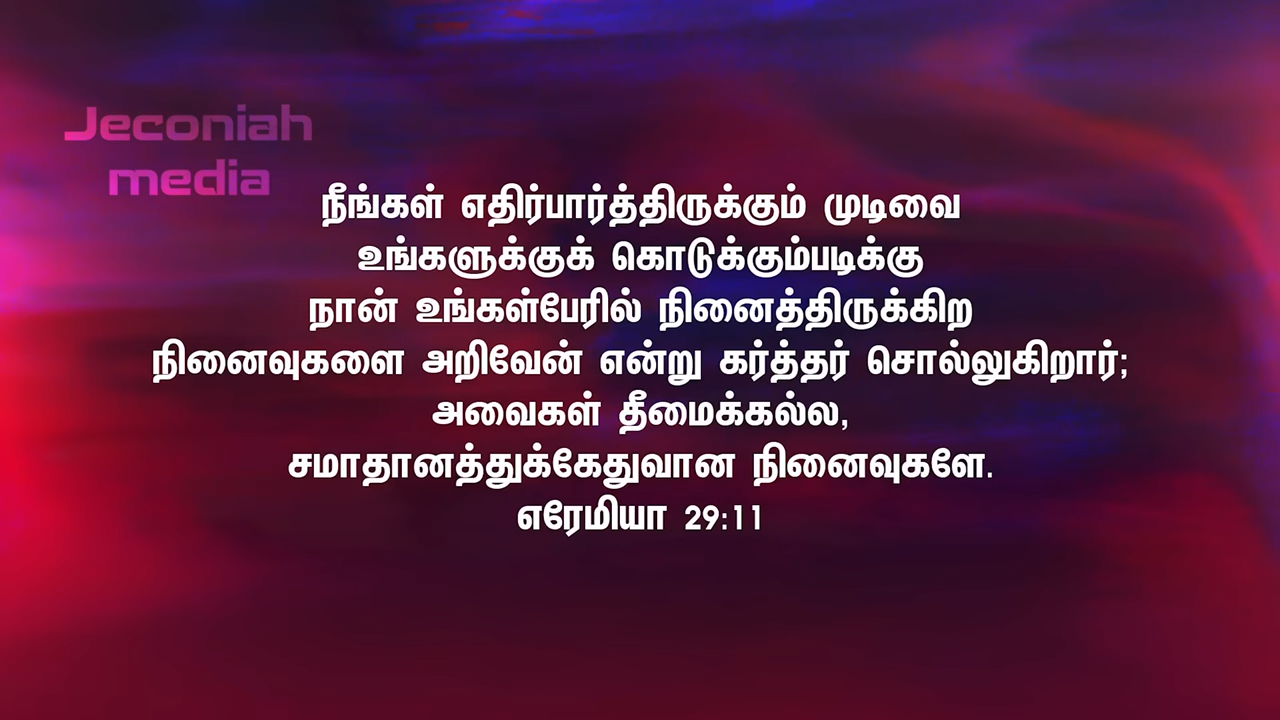 Jeconiah
media
நீங்கள் எதிர்பார்த்திருக்கும் முடிவை
உங்களுக்குக் கொடுக்கும்படிக்கு
நான் உங்கள்பேரில் நினைத்திருக்கிற
நினைவுகளை அறிவேன் என்று கர்த்தர் சொல்லுகிறார்;
அவைகள் தீமைக்கல்ல,
சமாதானத்துக்கேதுவான நினைவுகளே.
எரேமியா 29:11